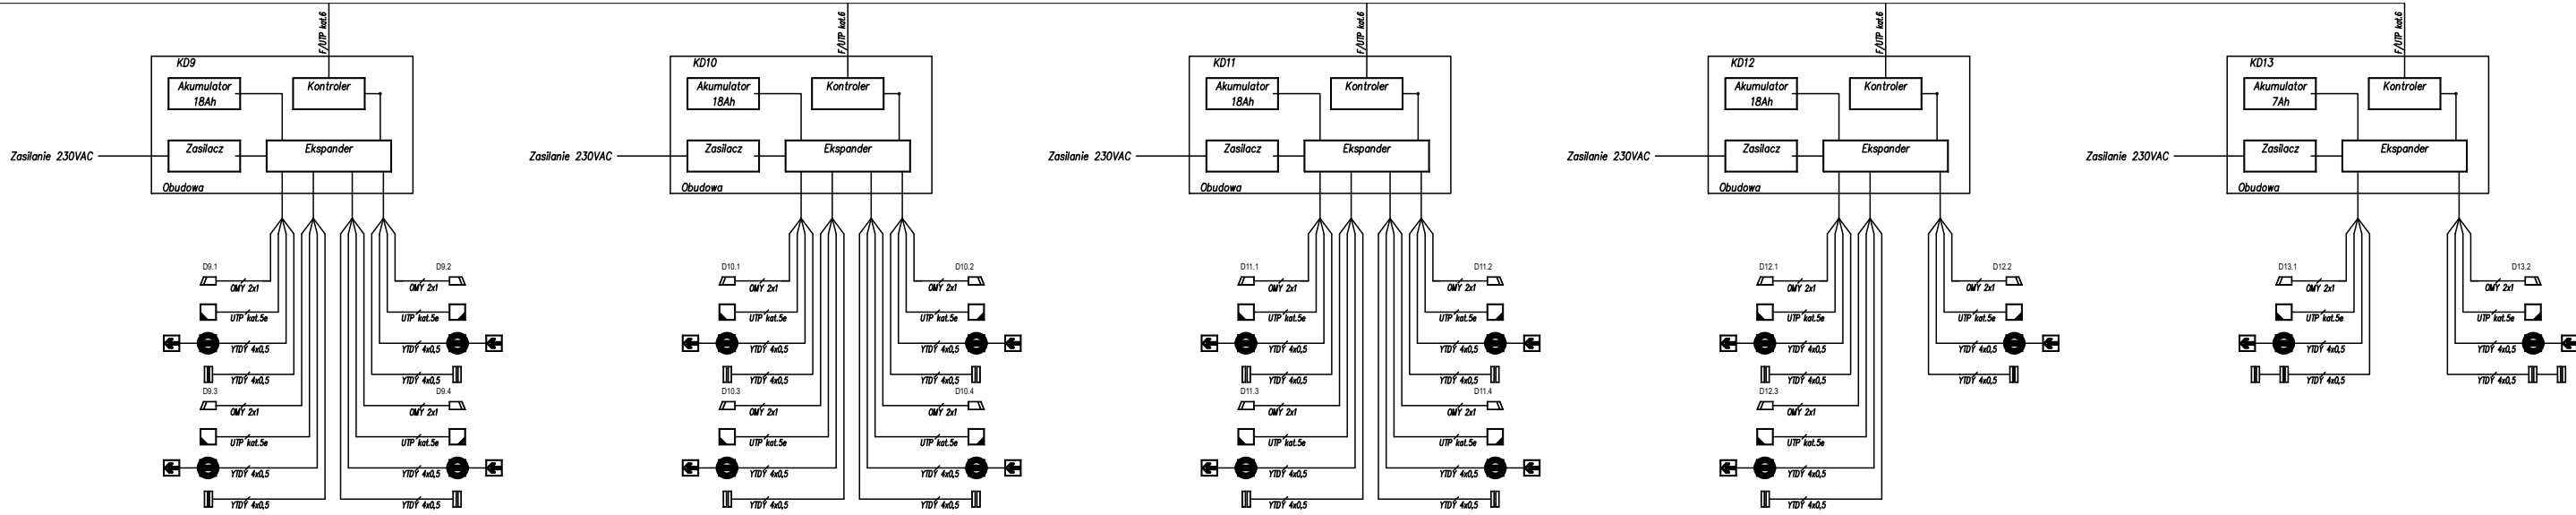 F/UTP kat.6
KD9
Akumulator
18Ah
Kontroler
Zasilanie 230VAC
Zasilacz
Ekspander
Obudowa
D9.1
OMY 2x1
UTP kat.5e
YTDY 4x0,5
YTDY 4x0,5
D9.2
OMY 2x1
UTP kat.5e
YTDY 4x0,5
YTDY 4x0,5
D9.3
OMY 2x1
UTP kat.5e
YTDY 4x0,5
YTDY 4x0,5
D9.4
OMY 2x1
UTP kat.5e
YTDY 4x0,5
YTDY 4x0,5
F/UTP kat.6
KD10
Akumulator
18Ah
Kontroler
Zasilanie 230VAC
Zasilacz
Ekspander
Obudowa
D10.1
OMY 2x1
UTP kat.5e
YTDY 4x0,5
YTDY 4x0,5
D10.2
OMY 2x1
UTP kat.5e
YTDY 4x0,5
YTDY 4x0,5
D10.3
OMY 2x1
UTP kat.5e
YTDY 4x0,5
YTDY 4x0,5
D10.4
OMY 2x1
UTP kat.5e
YTDY 4x0,5
YTDY 4x0,5
F/UTP kat.6
KD11
Akumulator
18Ah
Kontroler
Zasilanie 230VAC
Zasilacz
Ekspander
Obudowa
D11.1
OMY 2x1
UTP kat.5e
YTDY 4x0,5
YTDY 4x0,5
D11.2
OMY 2x1
UTP kat.5e
YTDY 4x0,5
YTDY 4x0,5
D11.3
OMY 2x1
UTP kat.5e
YTDY 4x0,5
YTDY 4x0,5
D11.4
OMY 2x1
UTP kat.5e
YTDY 4x0,5
YTDY 4x0,5
F/UTP kat.6
KD12
Akumulator
18Ah
Kontroler
Zasilanie 230VAC
Zasilacz
Ekspander
Obudowa
D12.1
OMY 2x1
UTP kat.5e
YTDY 4x0,5
YTDY 4x0,5
D12.2
OMY 2x1
UTP kat.5e
YTDY 4x0,5
YTDY 4x0,5
D12.3
OMY 2x1
UTP kat.5e
YTDY 4x0,5
YTDY 4x0,5
F/UTP kat.6
KD13
Akumulator
7Ah
Kontroler
Zasilanie 230VAC
Zasilacz
Ekspander
Obudowa
D13.1
OMY 2x1
UTP kat.5e
YTDY 4x0,5
YTDY 4x0,5
D13.2
OMY 2x1
UTP kat.5e
YTDY 4x0,5
YTDY 4x0,5